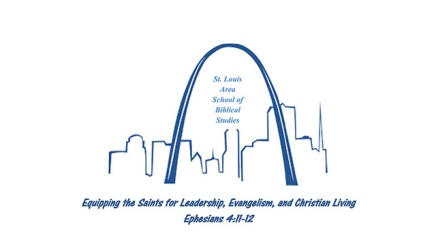 St. Louis
Area
School of
Biblical
Studies
Equipping the Saints for Leadership, Evangelism, and Christian Living
Ephesians 4:11-12